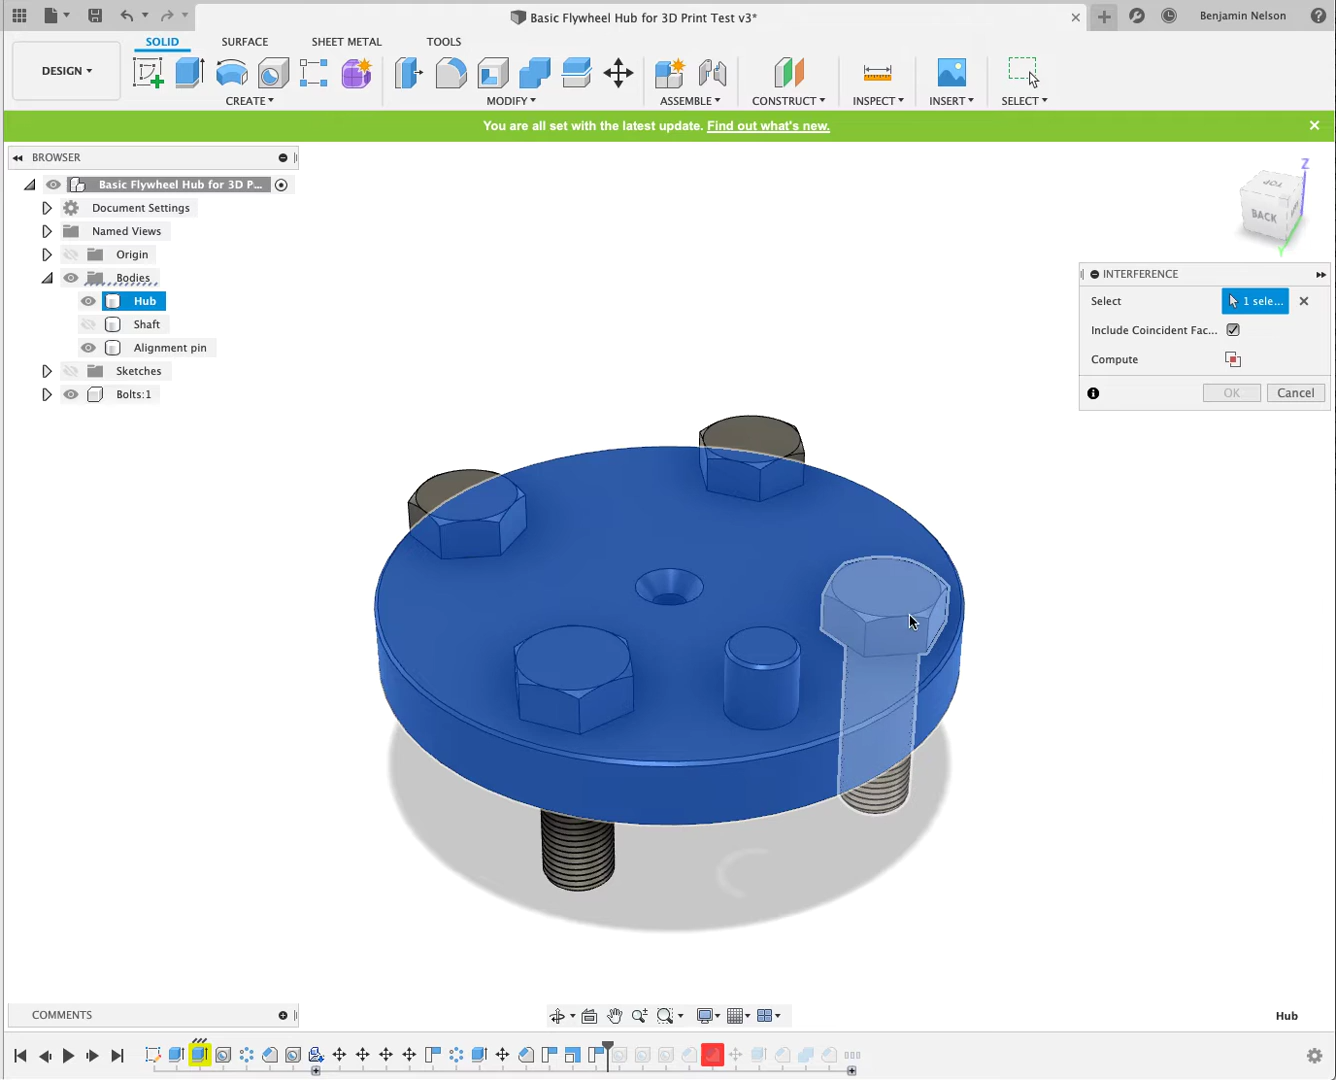 Basic Flywheel Hub for 3D Print Test v3*
Benjamin Nelson
DESIGN
SOLID
SURFACE
SHEET METAL
TOOLS
CREATE
MODIFY
ASSEMBLE
CONSTRUCT
INSPECT
INSERT
SELECT
You are all set with the latest update. Find out what's new.
BROWSER
Basic Flywheel Hub for 3D P...
Document Settings
Named Views
Origin
Bodies
Hub
Shaft
Alignment pin
Sketches
Bolts:1
Z
TOP
BACK
Y
INTERFERENCE
Select
1 sele...
Include Coincident Fac...
Compute
OK
Cancel
COMMENTS
Hub